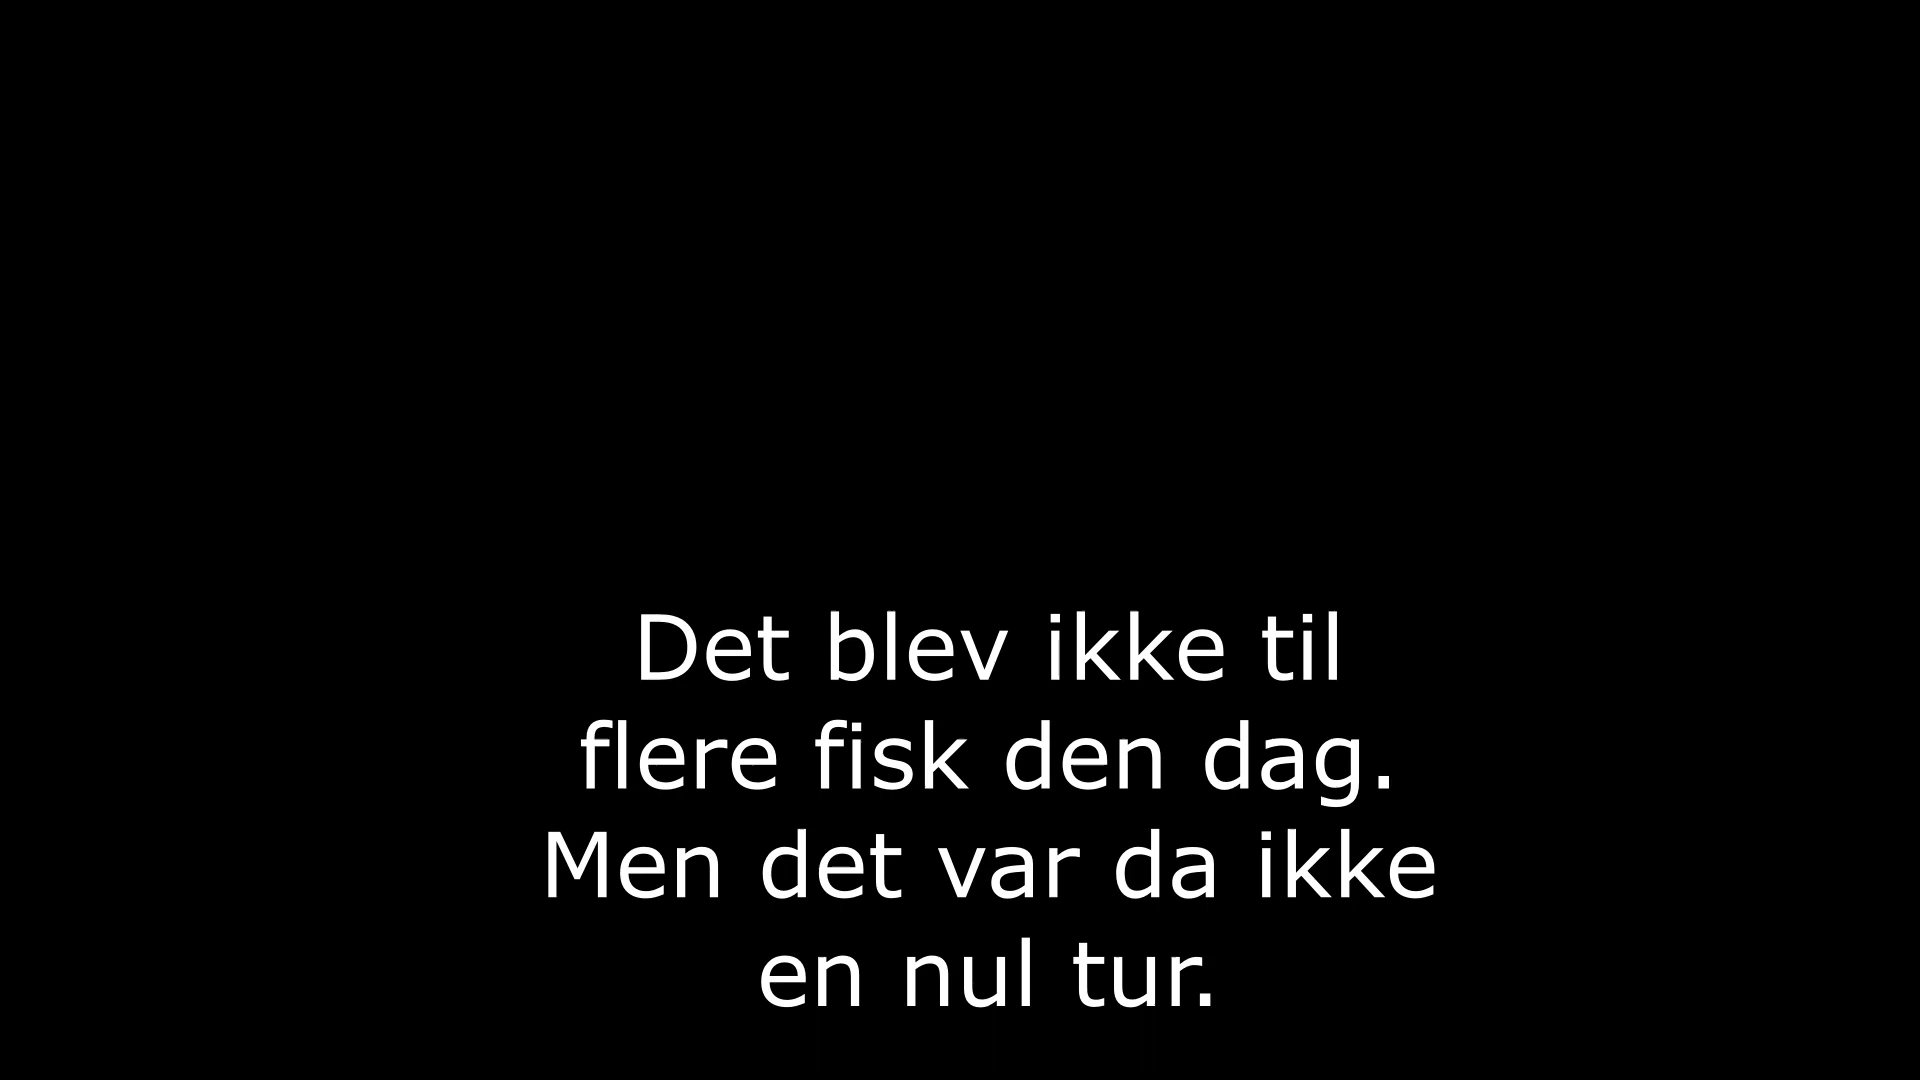 Det blev ikke til
flere fisk den dag.
Men det var da ikke
en nul tur.